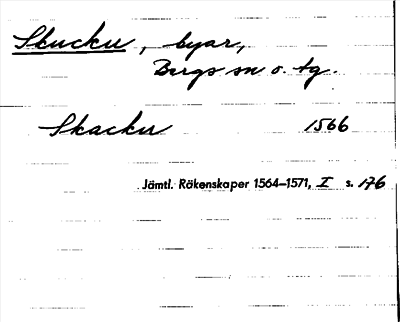 Skucku, byar,
Bergs sn o. tg.
Skacku 1566
Jämtl. Räkenskaper 1564–1571, I s. 176